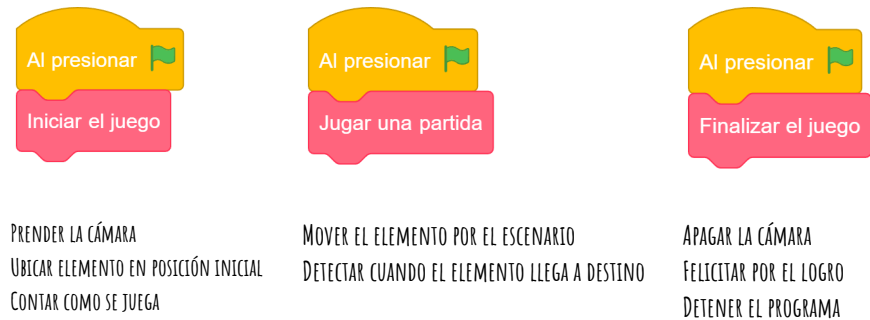 Al presionar
Iniciar el juego
Al presionar
Jugar una partida
Al presionar
Finalizar el juego
Prender la cámara
Ubicar elemento en posición inicial
Contar como se juega
Mover el elemento por el escenario
Detectar cuando el elemento llega a destino
Apagar la cámara
Felicitar por el logro
Detener el programa